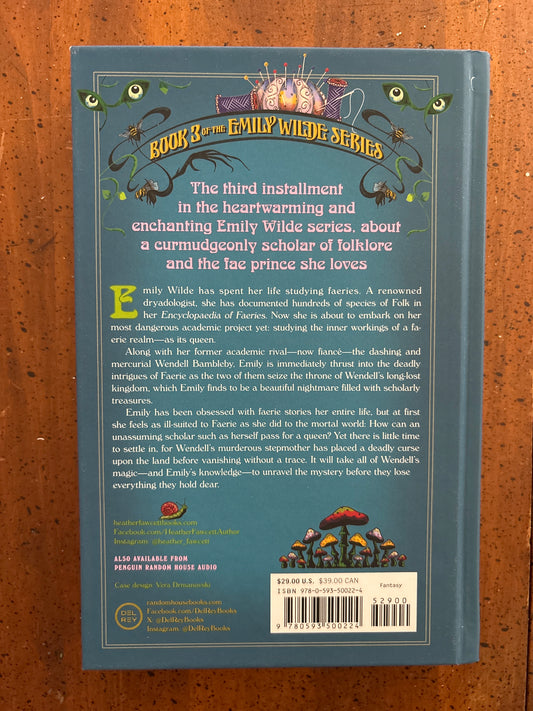 BOOK 3 OF THE EMILY WILDE SERIES
The third installment
in the heartwarming and
enchanting Emily Wilde series, about
a curmudgeonly scholar of folklore
and the fae prince she loves
Emily Wilde has spent her life studying faeries. A renowned
dryadologist, she has documented hundreds of species of Folk in
her Encyclopaedia of Faeries. Now she is about to embark on her
most dangerous academic project yet: studying the inner workings of a fa-
erie realm—as its queen.
Along with her former academic rival—now fiancé—the dashing and
mercurial Wendell Bambleby, Emily is immediately thrust into the deadly
intrigues of Faerie as the two of them seize the throne of Wendell's long-lost
kingdom, which Emily finds to be a beautiful nightmare filled with scholarly
treasures.
Emily has been obsessed with faerie stories her entire life, but at first
she feels as ill-suited to Faerie as she did to the mortal world: How can an
unassuming scholar such as herself pass for a queen? Yet there is little time
to settle in, for Wendell's murderous stepmother has placed a deadly curse
upon the land before vanishing without a trace. It will take all of Wendell's
magic—and Emily's knowledge—to unravel the mystery before they lose
everything they hold dear.
heatherfawcettbooks.com
Facebook.com/HeatherFawcettAuthor
Instagram: @heather_fawcett
ALSO AVAILABLE FROM
PENGUIN RANDOM HOUSE AUDIO
Case design: Vera Drmanovski
DEL
REY
randomhousebooks.com
Facebook.com/DelReyBooks
X: @DelReyBooks
Instagram: @DelReyBooks
$29.00 U.S. $39.00 CAN Fantasy
ISBN 978-0-593-50022-4
52900
9 780593 500224